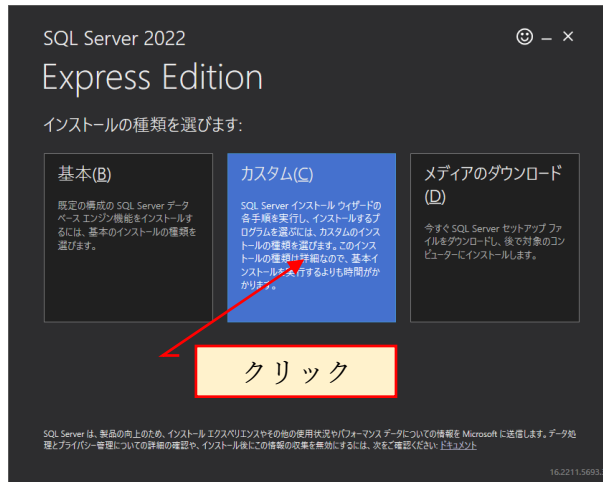 SQL Server 2022
Express Edition
インストールの種類を選びます:
基本(B)
既定の構成の SQL Server データ
ベース エンジン機能をインストールす
るには、基本のインストールの種類を
選びます。
カスタム(C)
SQL Server インストール ウィザードの
各手順を実行し、インストールするプ
ログラムを選ぶには、カスタムのインス
トールの種類を選びます。このインス
トールの種類は詳細なので、基本イ
ンストールを実行するよりも時間がか
かります。
メディアのダウンロード
(D)
今すぐ SQL Server セットアップ ファ
イルをダウンロードし、後で対象のコン
ピューターにインストールします。
クリック
SQL Server は、製品の向上のため、インストール エクスペリエンスやその他の使用状況やパフォーマンス データについての情報を Microsoft に送信します。データ処
理とプライバシー管理についての詳細の確認や、インストール後にこの情報の収集を無効にするには、次をご確認ください: ドキュメント
16.2211.5693.